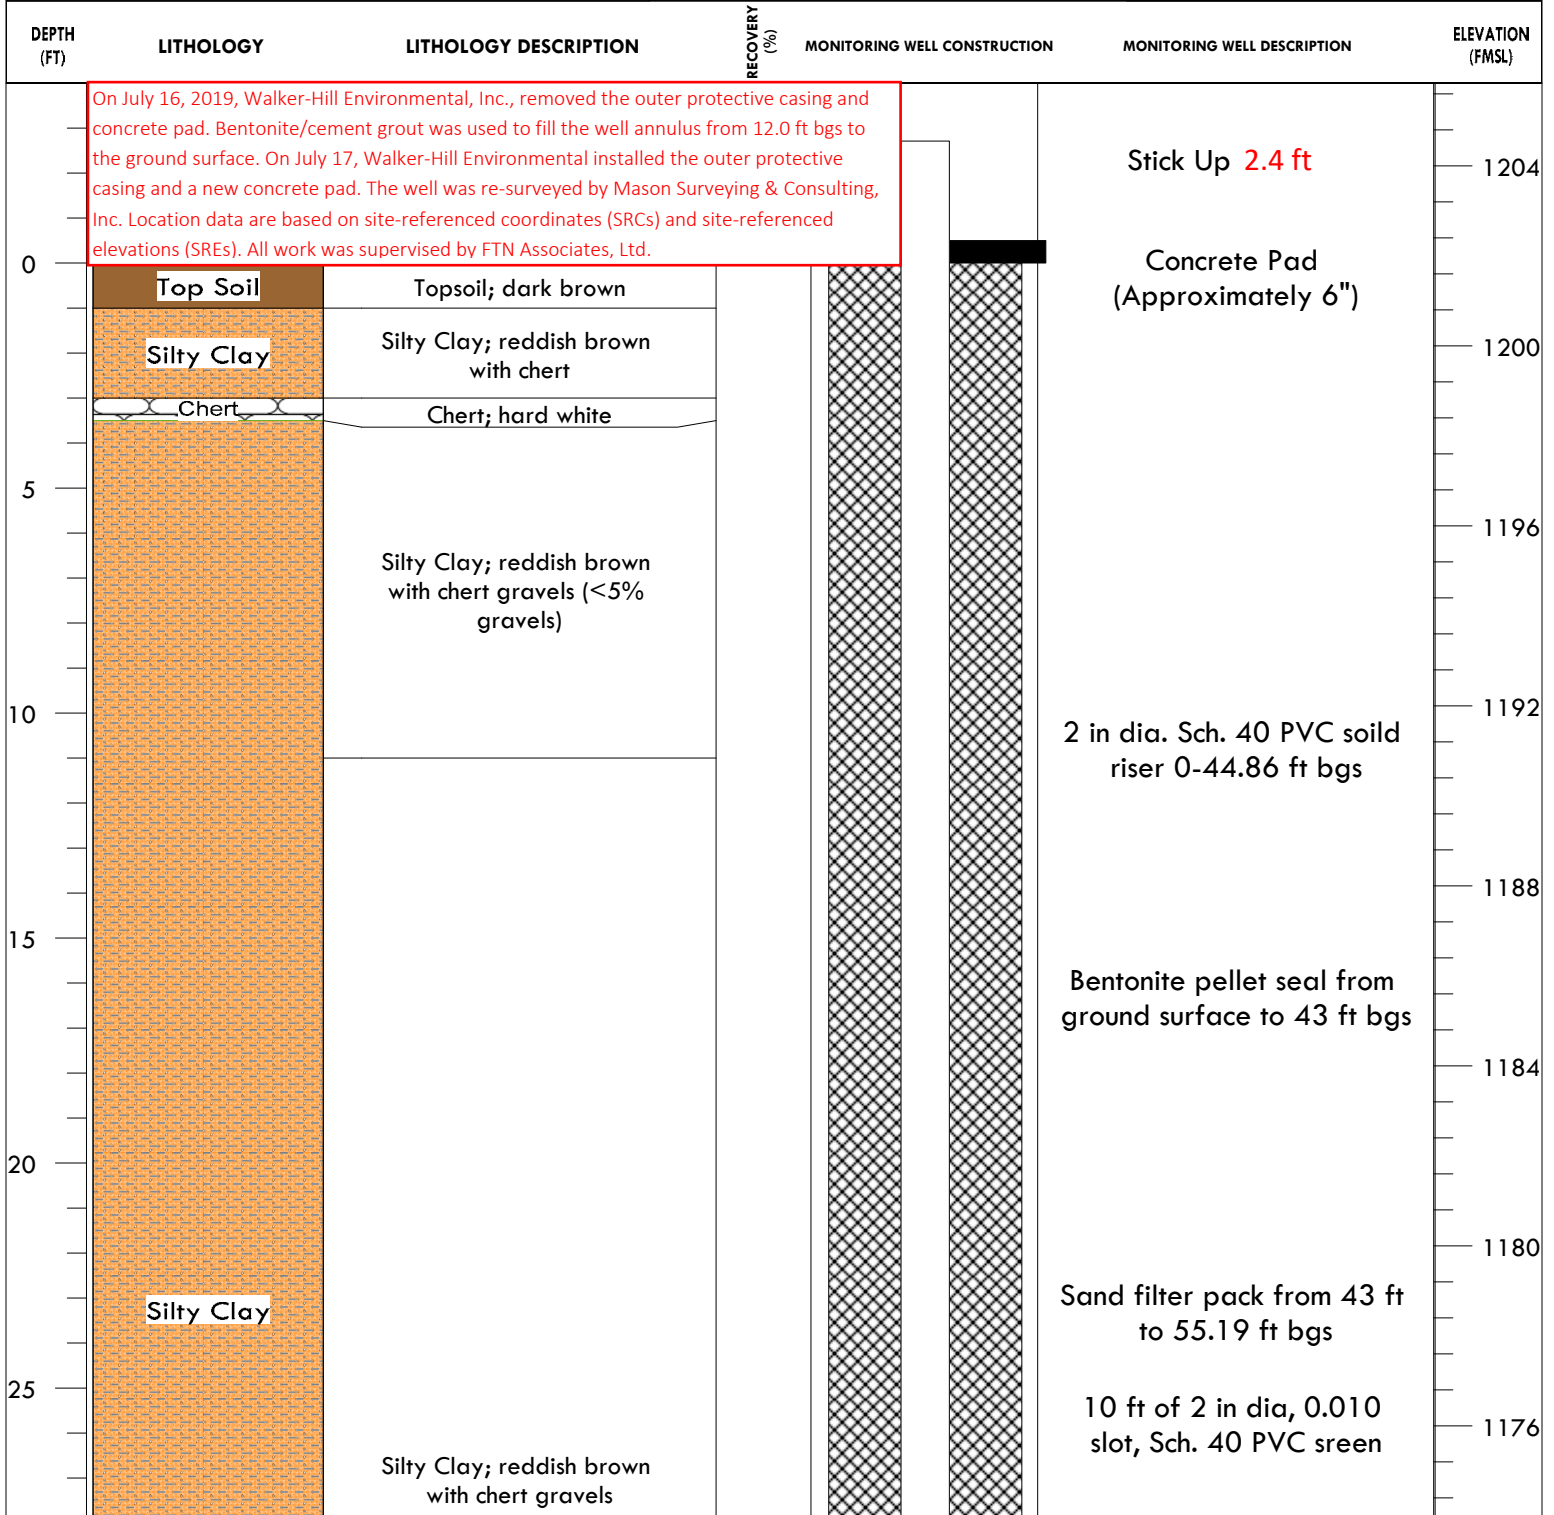 DEPTH
(FT)
LITHOLOGY
LITHOLOGY DESCRIPTION
RECOVERY
(%)
MONITORING WELL CONSTRUCTION
MONITORING WELL DESCRIPTION
ELEVATION
(FMSL)
On July 16, 2019, Walker-Hill Environmental, Inc., removed the outer protective casing and
concrete pad. Bentonite/cement grout was used to fill the well annulus from 12.0 ft bgs to
the ground surface. On July 17, Walker-Hill Environmental installed the outer protective
casing and a new concrete pad. The well was re-surveyed by Mason Surveying & Consulting,
Inc. Location data are based on site-referenced coordinates (SRCs) and site-referenced
elevations (SREs). All work was supervised by FTN Associates, Ltd.
Stick Up 2.4 ft
1204
0
Concrete Pad
(Approximately 6")
Top Soil
Topsoil; dark brown
Silty Clay
Silty Clay; reddish brown
with chert
1200
Chert
Chert; hard white
5
1196
Silty Clay; reddish brown
with chert gravels (<5%
gravels)
10
1192
2 in dia. Sch. 40 PVC soild
riser 0-44.86 ft bgs
1188
15
Bentonite pellet seal from
ground surface to 43 ft bgs
1184
20
1180
Silty Clay
Sand filter pack from 43 ft
to 55.19 ft bgs
25
10 ft of 2 in dia, 0.010
slot, Sch. 40 PVC sreen
1176
Silty Clay; reddish brown
with chert gravels